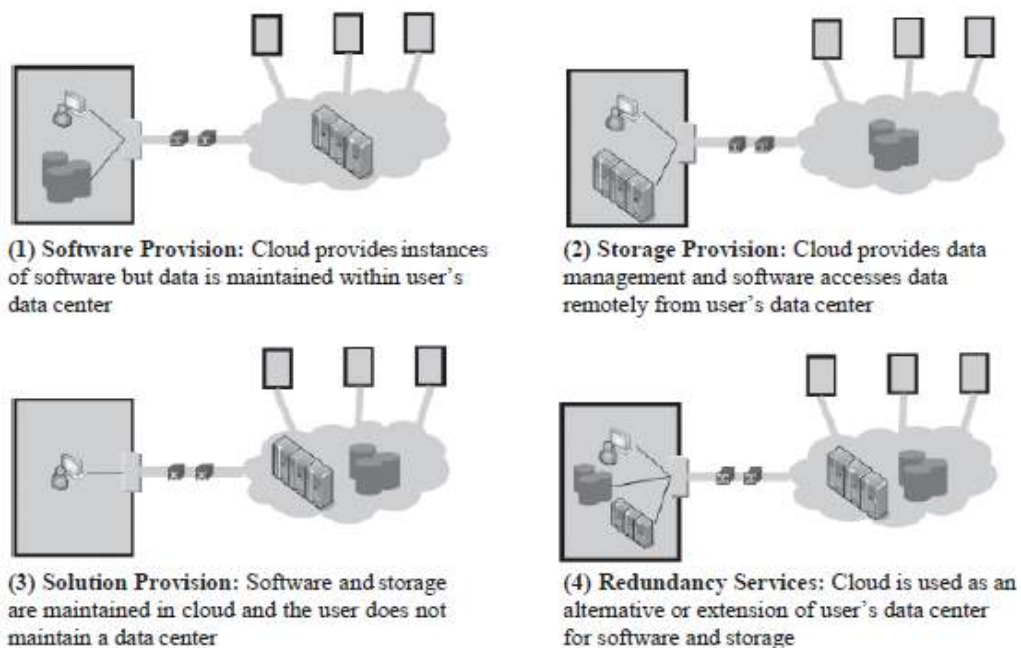 (1) Software Provision: Cloud provides instances
of software but data is maintained within user’s
data center
(2) Storage Provision: Cloud provides data
management and software accesses data
remotely from user’s data center
(3) Solution Provision: Software and storage
are maintained in cloud and the user does not
maintain a data center
(4) Redundancy Services: Cloud is used as an
alternative or extension of user’s data center
for software and storage